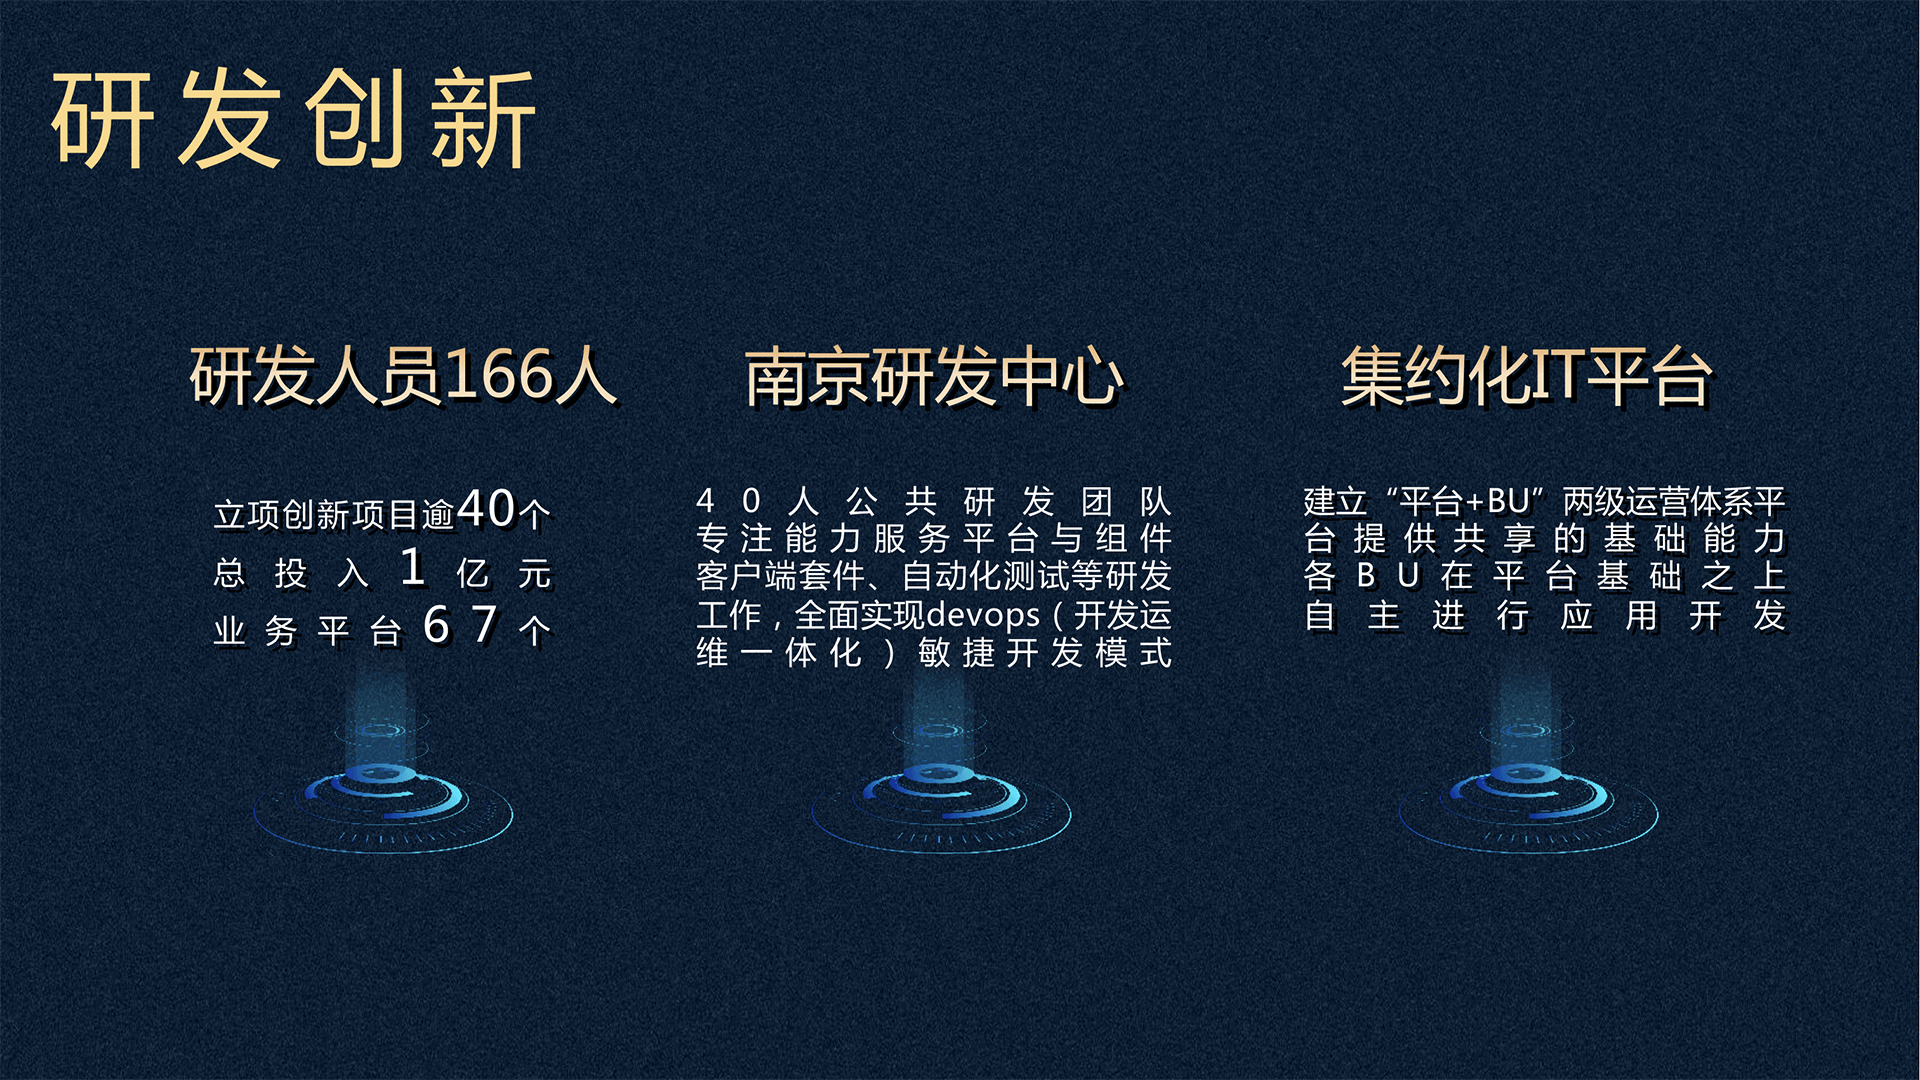 研发创新
研发人员166人
立项创新项目逾40个
总投入1亿元
业务平台67个
南京研发中心
40人公共研发团队
专注能力服务平台与组件
客户端套件、自动化测试等研发
工作，全面实现devops（开发运
维一体化）敏捷开发模式
集约化IT平台
建立“平台+BU”两级运营体系平
台提供共享的基础能力
各BU在平台基础之上
自主进行应用开发